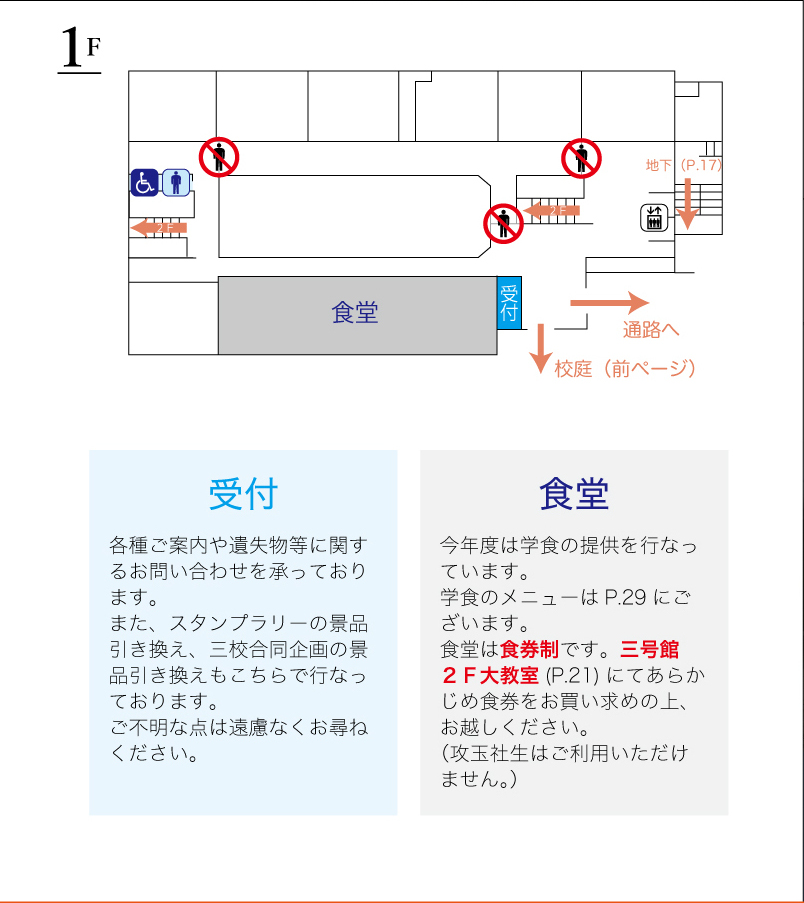 1F
地下（P.17）
2F
2F
食堂
受付
通路へ
校庭（前ページ）
受付
各種ご案内や遺失物等に関す
るお問い合わせを承っており
ます。
また、スタンプラリーの景品
引き換え、三校合同企画の景
品引き換えもこちらで行なっ
ております。
ご不明な点は遠慮なくお尋ね
ください。
食堂
今年度は学食の提供を行なっ
ています。
学食のメニューは P.29 にご
ざいます。
食堂は食券制です。三号館
２Ｆ大教室 (P.21) にてあらか
じめ食券をお買い求めの上、
お越しください。
（攻玉社生はご利用いただけ
ません。）